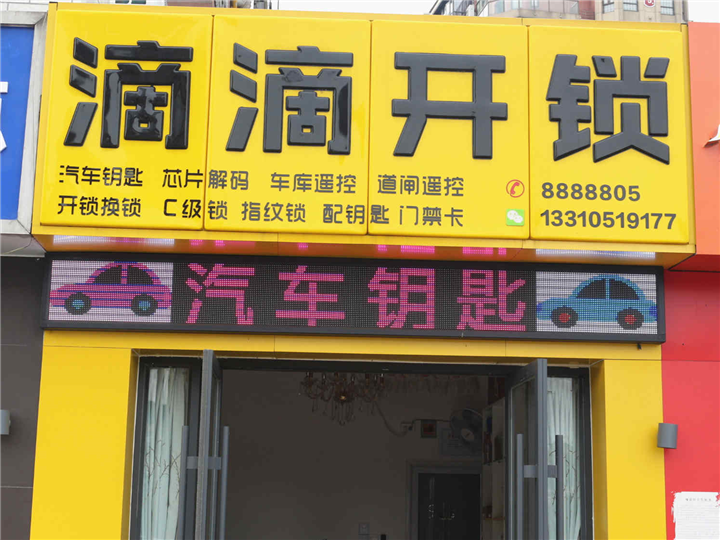 滴滴开锁
汽车钥匙 芯片解码 车库遥控 道闸遥控 8888805
开锁换锁 C级锁 指纹锁 配钥匙 门禁卡 13310519177
汽车钥匙